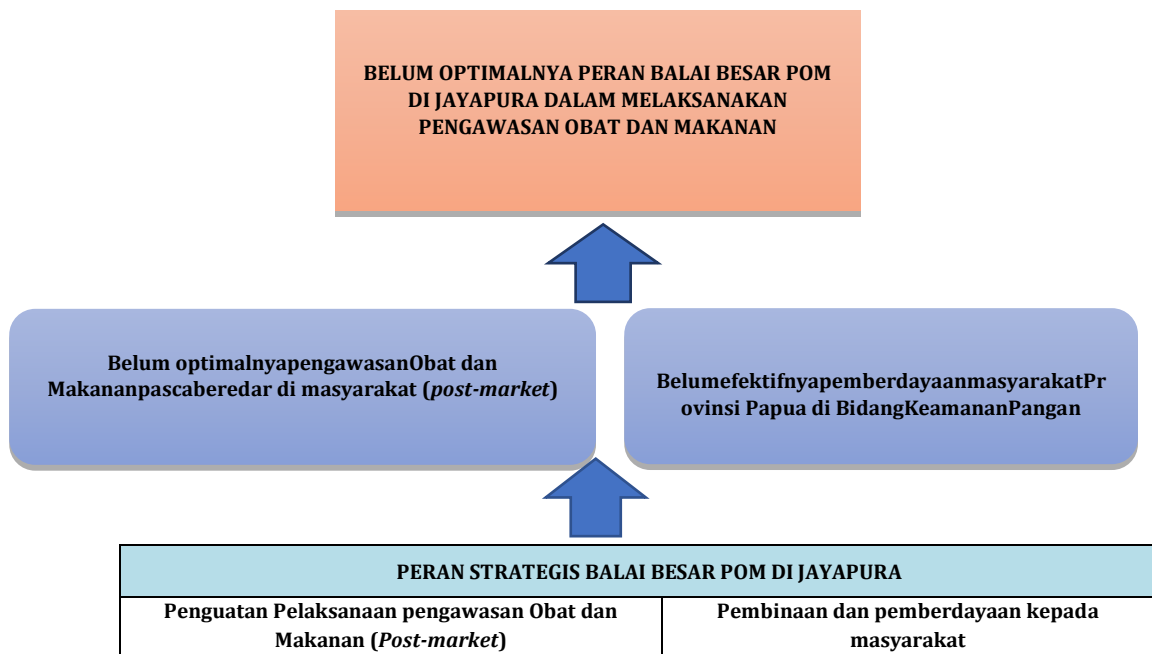 BELUM OPTIMALNYA PERAN BALAI BESAR POM
DI JAYAPURA DALAM MELAKSANAKAN
PENGAWASAN OBAT DAN MAKANAN
Belum optimalnyapengawasanObat dan
Makananpascaberedar di masyarakat (post-market)
BelumefektifnyapemberdayaanmasyarakatPr
ovinsi Papua di BidangKeamananPangan
PERAN STRATEGIS BALAI BESAR POM DI JAYAPURA
Penguatan Pelaksanaan pengawasan Obat dan
Makanan (Post-market)
Pembinaan dan pemberdayaan kepada
masyarakat